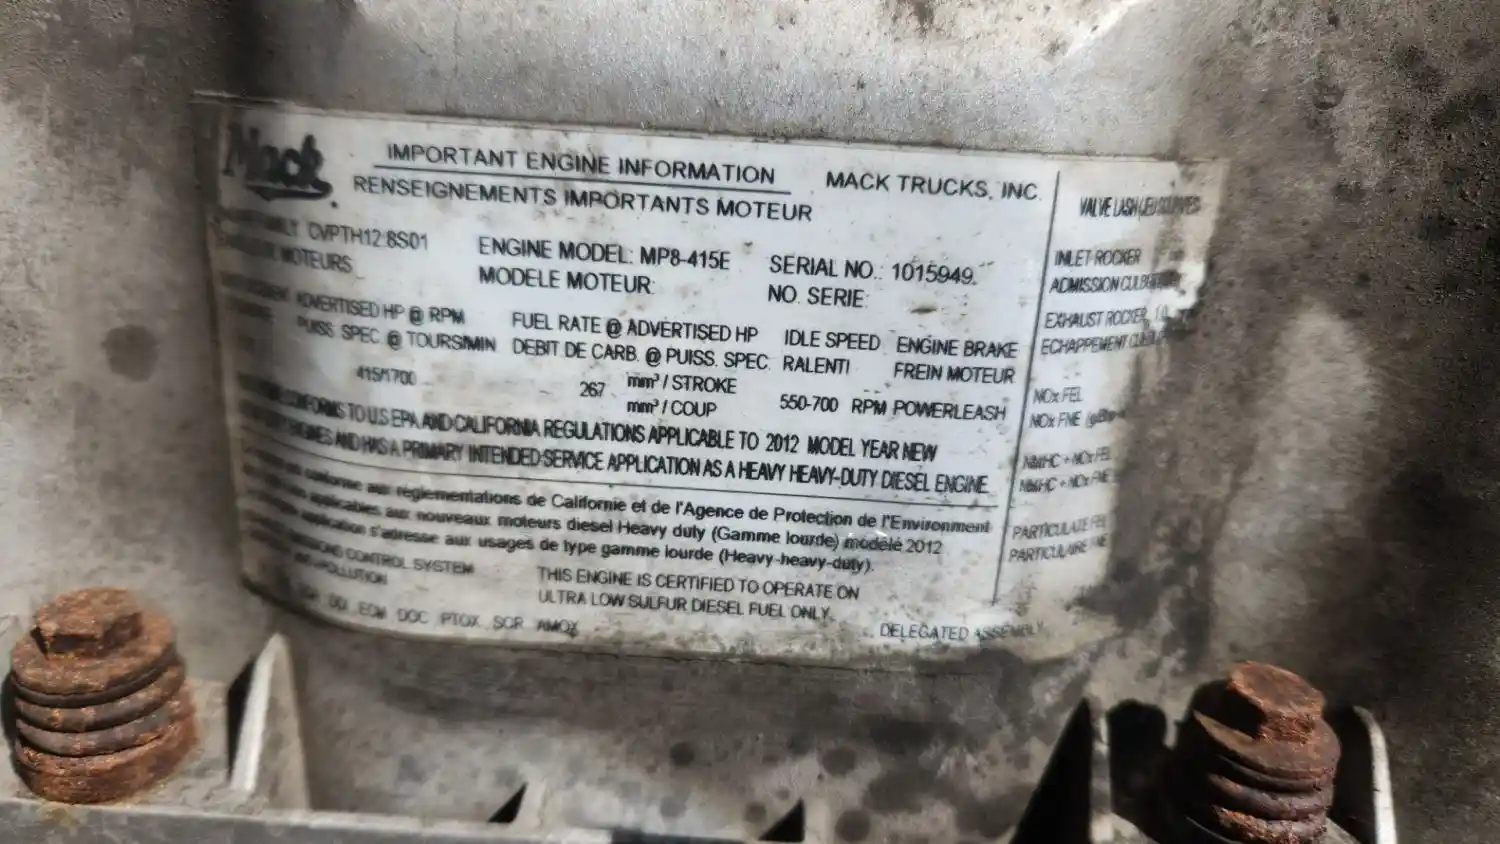 Mack
IMPORTANT ENGINE INFORMATION
RENSEIGNEMENTS IMPORTANTS MOTEUR
MACK TRUCKS, INC.
CVPTH12.8S01
MOTEURS
ENGINE MODEL: MP8-415E
MODELE MOTEUR:
SERIAL NO.: 1015949.
NO. SERIE:
ADVERTISED HP @ RPM
PUISS. SPEC. @ TOURS/MIN
415/1700
FUEL RATE @ ADVERTISED HP
DEBIT DE CARB. @ PUISS. SPEC.
267 mm³ / STROKE
mm³ / COUP
IDLE SPEED
RALENTI
550-700 RPM
ENGINE BRAKE
FREIN MOTEUR
POWERLEASH
CONFORMS TO U.S EPA AND CALIFORNIA REGULATIONS APPLICABLE TO 2012 MODEL YEAR NEW
ENGINES AND HAS A PRIMARY INTENDED SERVICE APPLICATION AS A HEAVY HEAVY-DUTY DIESEL ENGINE
conforme aux réglementations de Californie et de l'Agence de Protection de l'Environment
applicables aux nouveaux moteurs diesel Heavy duty (Gamme lourde) modélé 2012
application s'adresse aux usages de type gamme lourde (Heavy-heavy-duty).
CONTROL SYSTEM
THIS ENGINE IS CERTIFIED TO OPERATE ON
ULTRA LOW SULFUR DIESEL FUEL ONLY.
DDI ECM DOC PTOX SCR AMOX
DELEGATED ASSEMBLY
VALVE LASH
INLET ROCKER
ADMISSION
EXHAUST ROCKER,
ECHAPPEMENT
NOx FEL
NOx FNE
NMHC + NOx FEL
NMHC + NOx FNE
PARTICULATE FEL
PARTICULAIRE FNE